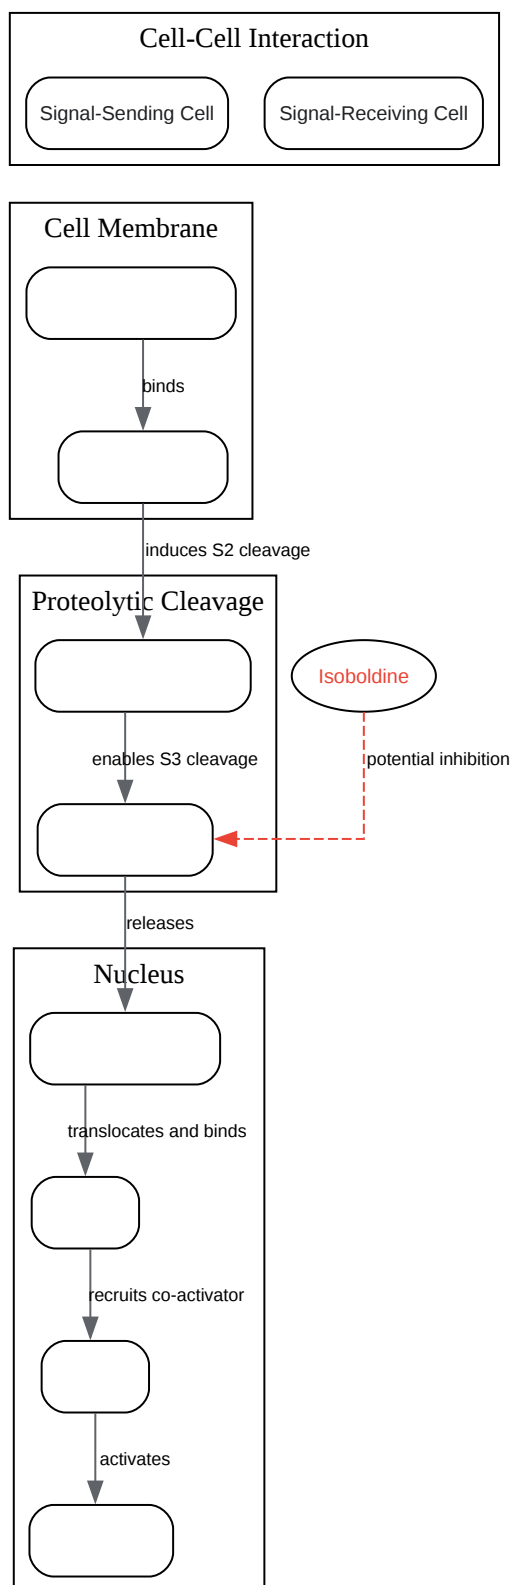 Cell-Cell Interaction
Signal-Sending Cell
Signal-Receiving Cell
Cell Membrane
binds
induces S2 cleavage
Proteolytic Cleavage
Isoboldine
enables S3 cleavage
potential inhibition
releases
Nucleus
translocates and binds
recruits co-activator
activates